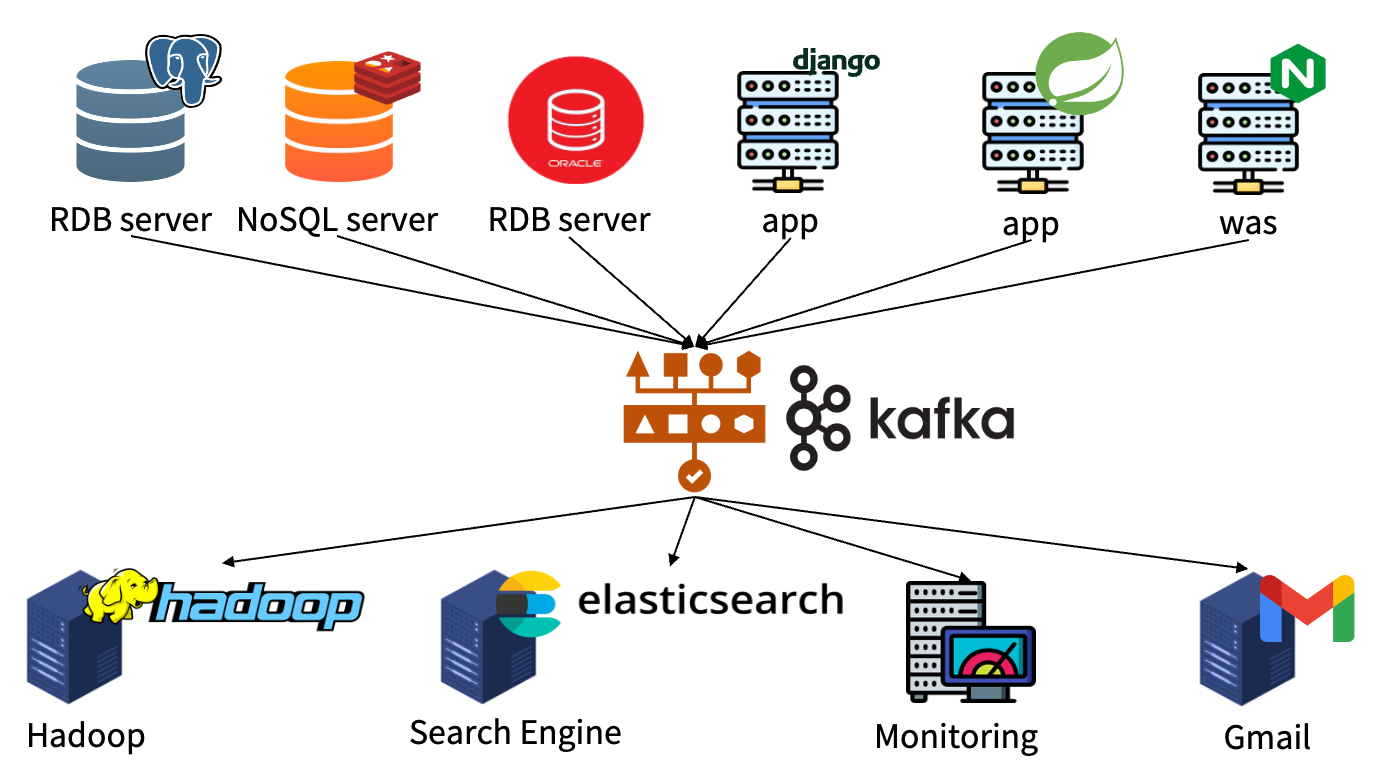 django
N
ORACLE
RDB server
NoSQL server
RDB server
app
app
was
kafka
hadoop
elasticsearch
Hadoop
Search Engine
Monitoring
Gmail